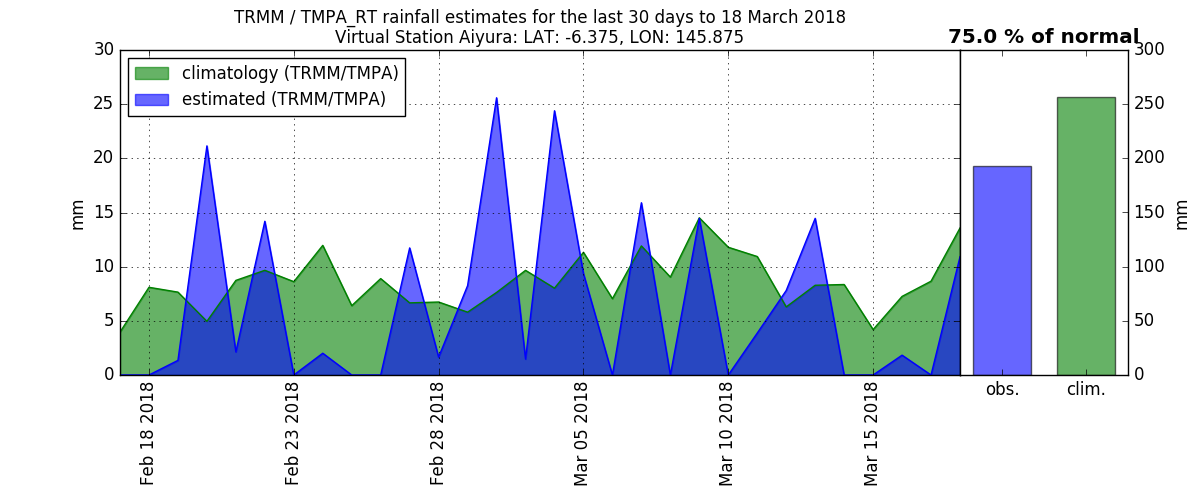 TRMM / TMPA_RT rainfall estimates for the last 30 days to 18 March 2018
Virtual Station Aiyura: LAT: -6.375, LON: 145.875
75.0 % of normal
climatology (TRMM/TMPA)
estimated (TRMM/TMPA)
30
25
20
15
10
5
0
mm
Feb 18 2018
Feb 23 2018
Feb 28 2018
Mar 05 2018
Mar 10 2018
Mar 15 2018
300
250
200
150
100
50
0
mm
obs.
clim.